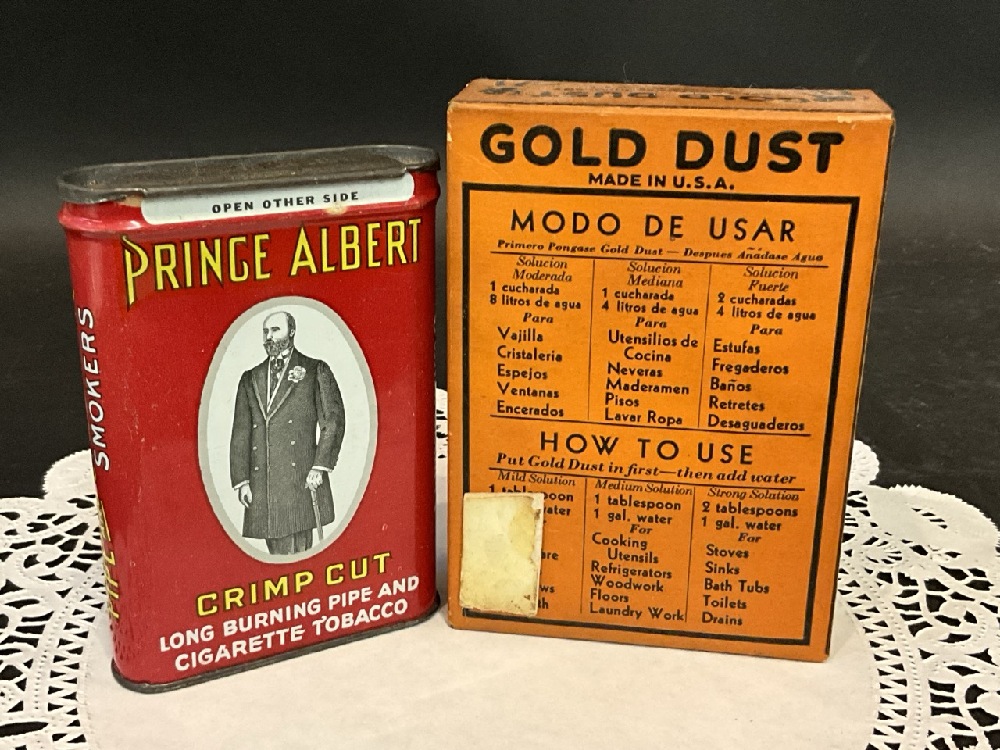 OPEN OTHER SIDE
PRINCE ALBERT
SMOKERS
CRIMP CUT
LONG BURNING PIPE AND
CIGARETTE TOBACCO
GOLD DUST
MADE IN U.S.A.
MODO DE USAR
Primero Pongase Gold Dust — Despues Añádase Agua
Solucion
Moderada
1 cucharada
8 litros de agua
Para
Vajilla
Cristaleria
Espejos
Ventanas
Encerados
Solucion
Mediana
1 cucharada
4 litros de agua
Para
Utensilios de
Cocina
Neveras
Maderamen
Pisos
Lavar Ropa
Solucion
Fuerte
2 cucharadas
4 litros de agua
Para
Estufas
Fregaderos
Baños
Retretes
Desaguaderos
HOW TO USE
Put Gold Dust in first—then add water
Mild Solution
Medium Solution
1 tablespoon
1 gal. water
For
Cooking
Utensils
Refrigerators
Woodwork
Floors
Laundry Work
Strong Solution
2 tablespoons
1 gal. water
For
Stoves
Sinks
Bath Tubs
Toilets
Drains